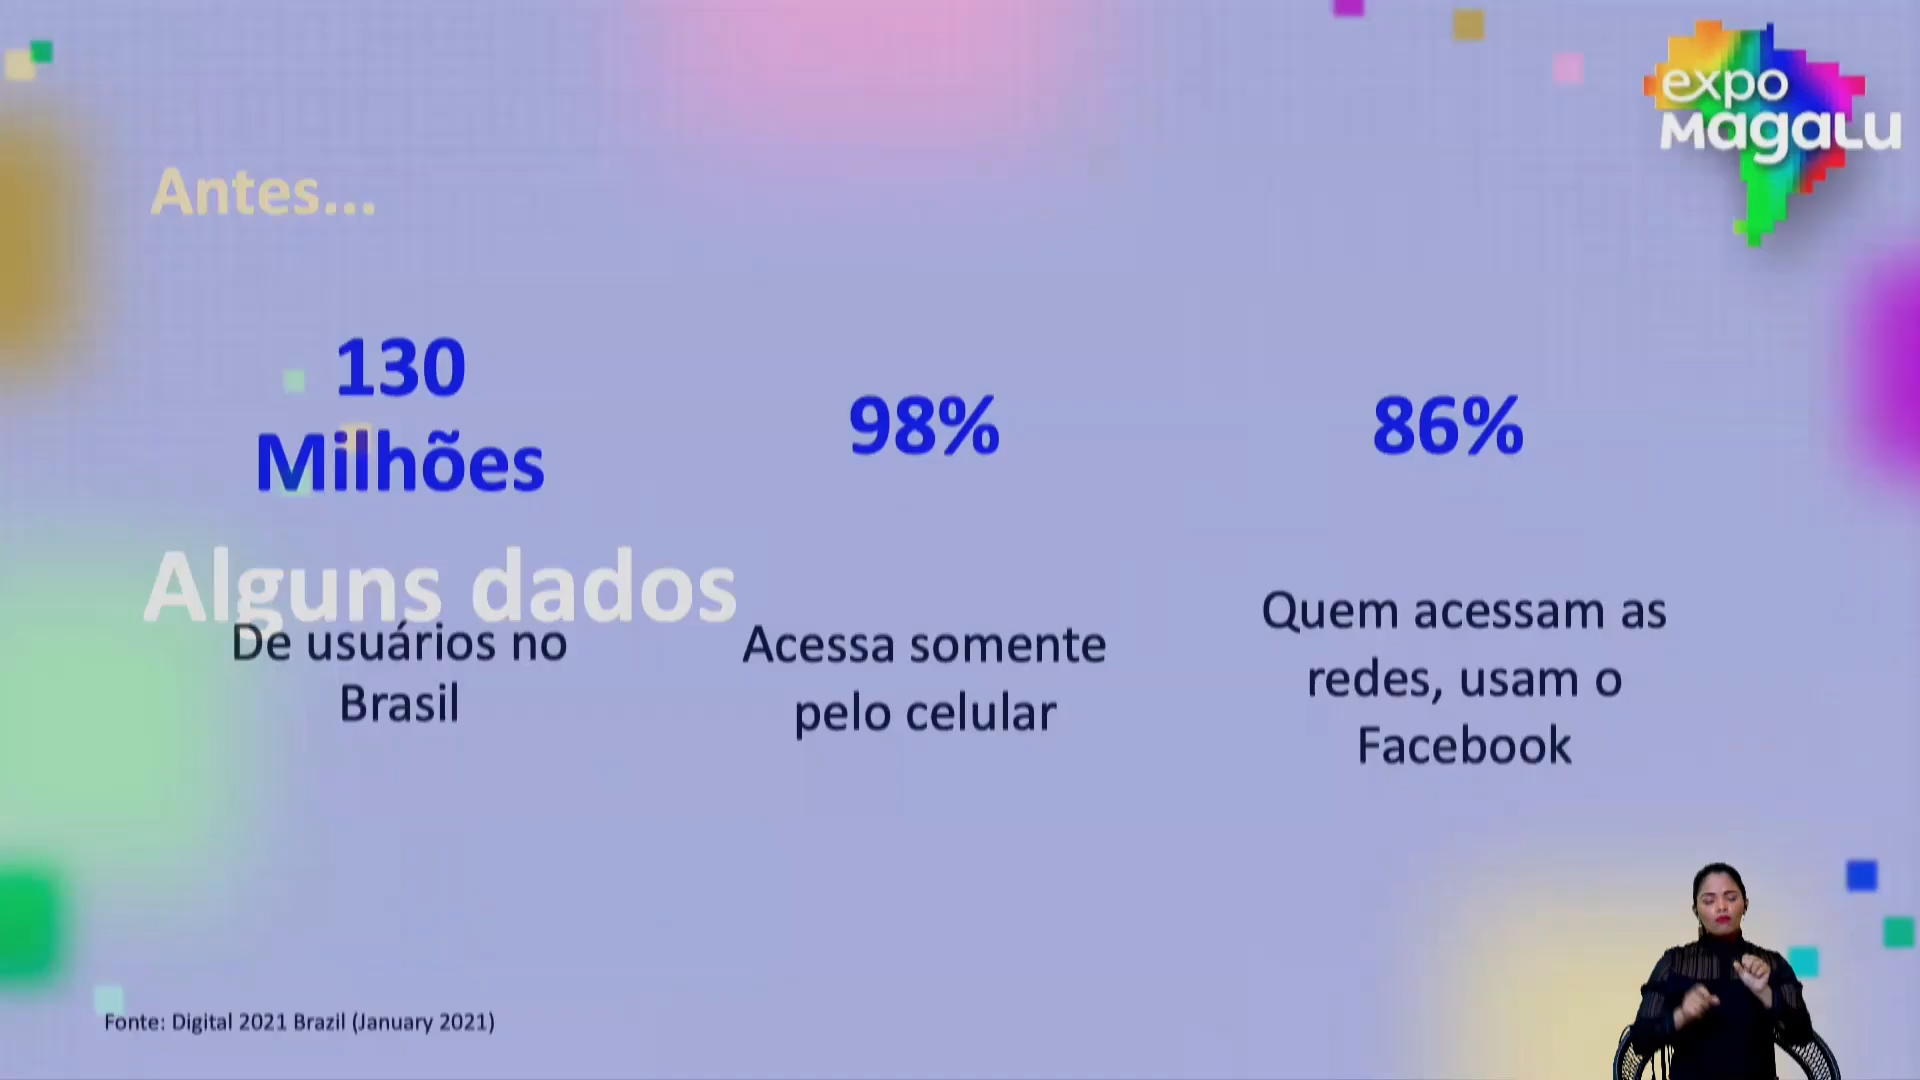 expo
Magalu
Antes...
130
Milhões
98%
86%
Alguns dados
De usuários no
Brasil
Acessa somente
pelo celular
Quem acessam as
redes, usam o
Facebook
Fonte: Digital 2021 Brazil (January 2021)